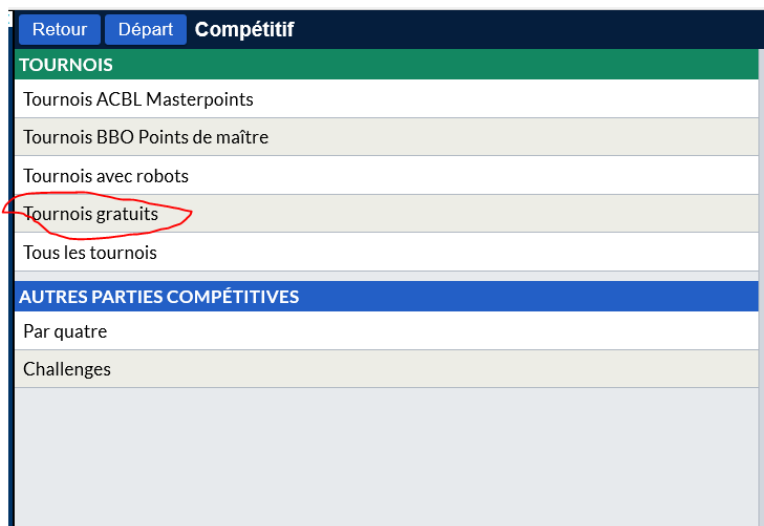 Retour Départ Compétitif
TOURNOIS
Tournois ACBL Masterpoints
Tournois BBO Points de maître
Tournois avec robots
Tournois gratuits
Tous les tournois
AUTRES PARTIES COMPÉTITIVES
Par quatre
Challenges